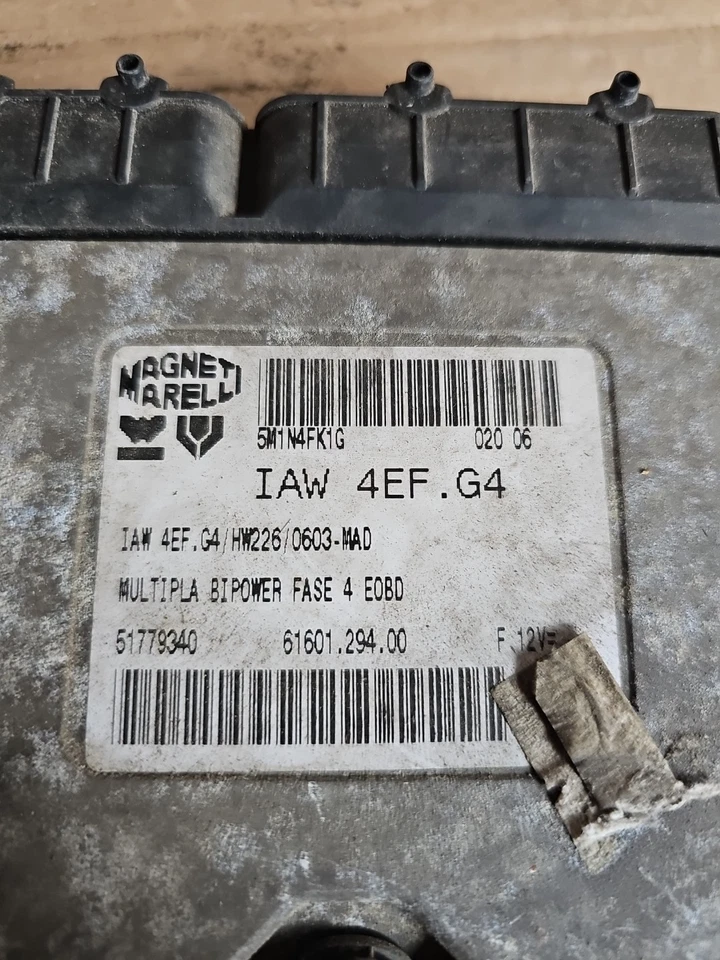 MAGNETI
MARELLI
5M1N4FK1G 020 06
IAW 4EF.G4
IAW 4EF.G4/HW226/0603-MAD
MULTIPLA BIPOWER FASE 4 EOBD
51779340 61601.294.00 F.12V=